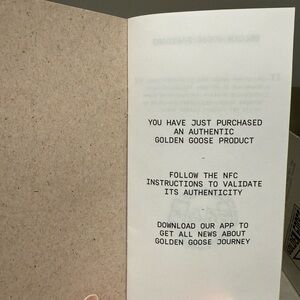 YOU HAVE JUST PURCHASED
AN AUTHENTIC
GOLDEN GOOSE PRODUCT
-
FOLLOW THE NFC
INSTRUCTIONS TO VALIDATE
ITS AUTHENTICITY
-
DOWNLOAD OUR APP TO
GET ALL NEWS ABOUT
GOLDEN GOOSE JOURNEY